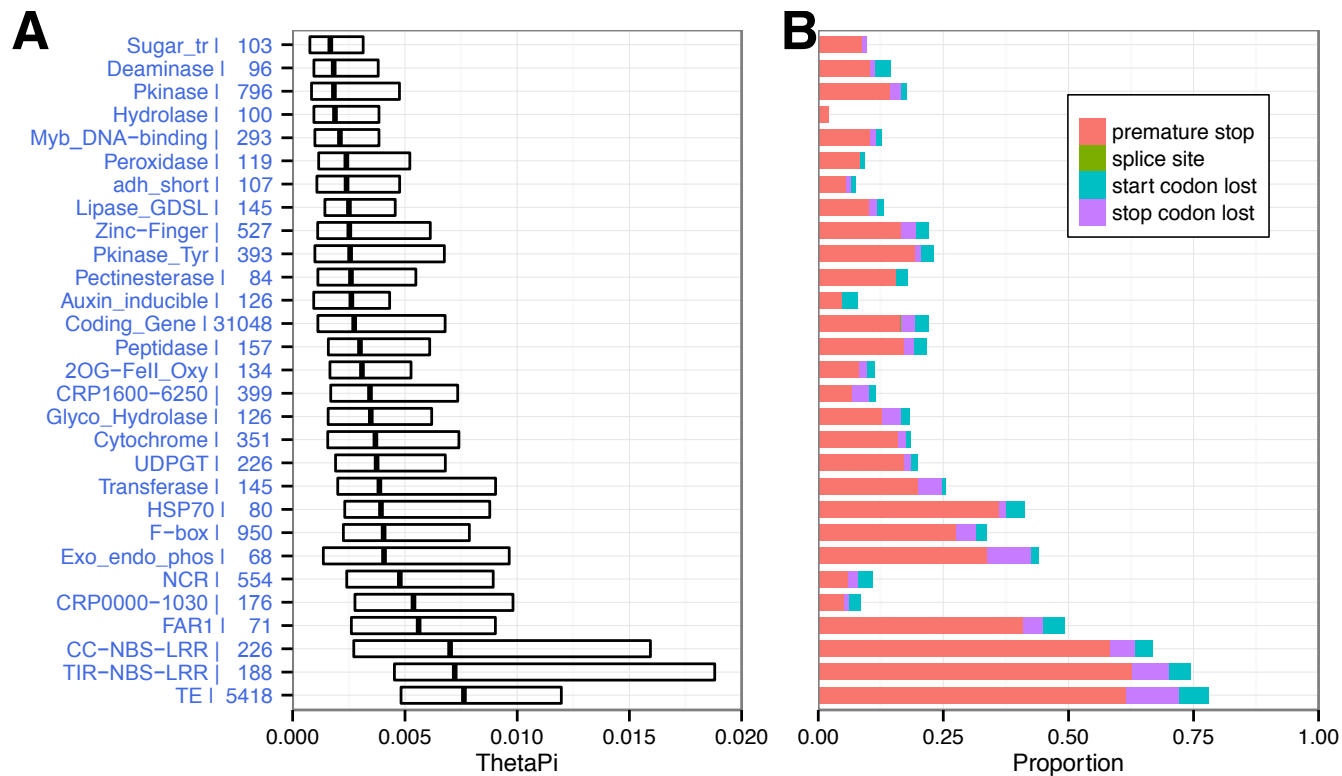 A
B
Sugar_tr | 103
Deaminase | 96
Pkinase | 796
Hydrolase | 100
Myb_DNA−binding | 293
Peroxidase | 119
adh_short | 107
Lipase_GDSL | 145
Zinc−Finger | 527
Pkinase_Tyr | 393
Pectinesterase | 84
Auxin_inducible | 126
Coding_Gene | 31048
Peptidase | 157
2OG−FeII_Oxy | 134
CRP1600−6250 | 399
Glyco_Hydrolase | 126
Cytochrome | 351
UDPGT | 226
Transferase | 145
HSP70 | 80
F−box | 950
Exo_endo_phos | 68
NCR | 554
CRP0000−1030 | 176
FAR1 | 71
CC−NBS−LRR | 226
TIR−NBS−LRR | 188
TE | 5418
0.000 0.005 0.010 0.015 0.020
ThetaPi
premature stop
splice site
start codon lost
stop codon lost
0.00 0.25 0.50 0.75 1.00
Proportion